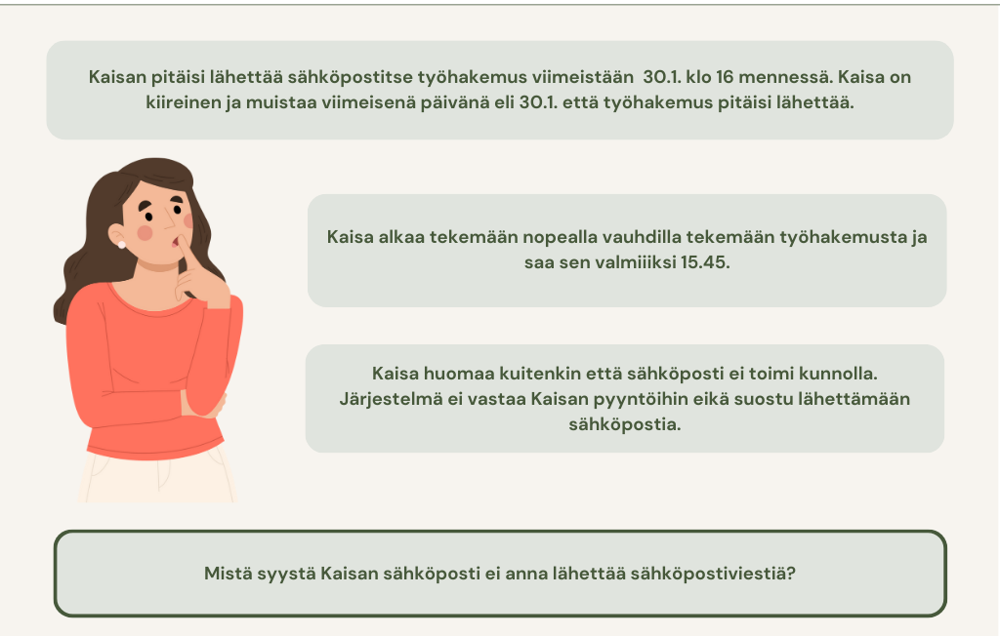 Kaisan pitäisi lähettää sähköpostitse työhakemus viimeistään  30.1. klo 16 mennessä. Kaisa on
kiireinen ja muistaa viimeisenä päivänä eli 30.1. että työhakemus pitäisi lähettää.
Kaisa alkaa tekemään nopealla vauhdilla tekemään työhakemusta ja
saa sen valmiiiksi 15.45.
Kaisa huomaa kuitenkin että sähköposti ei toimi kunnolla.
Järjestelmä ei vastaa Kaisan pyyntöihin eikä suostu lähettämään
sähköpostia.
Mistä syystä Kaisan sähköposti ei anna lähettää sähköpostiviestiä?